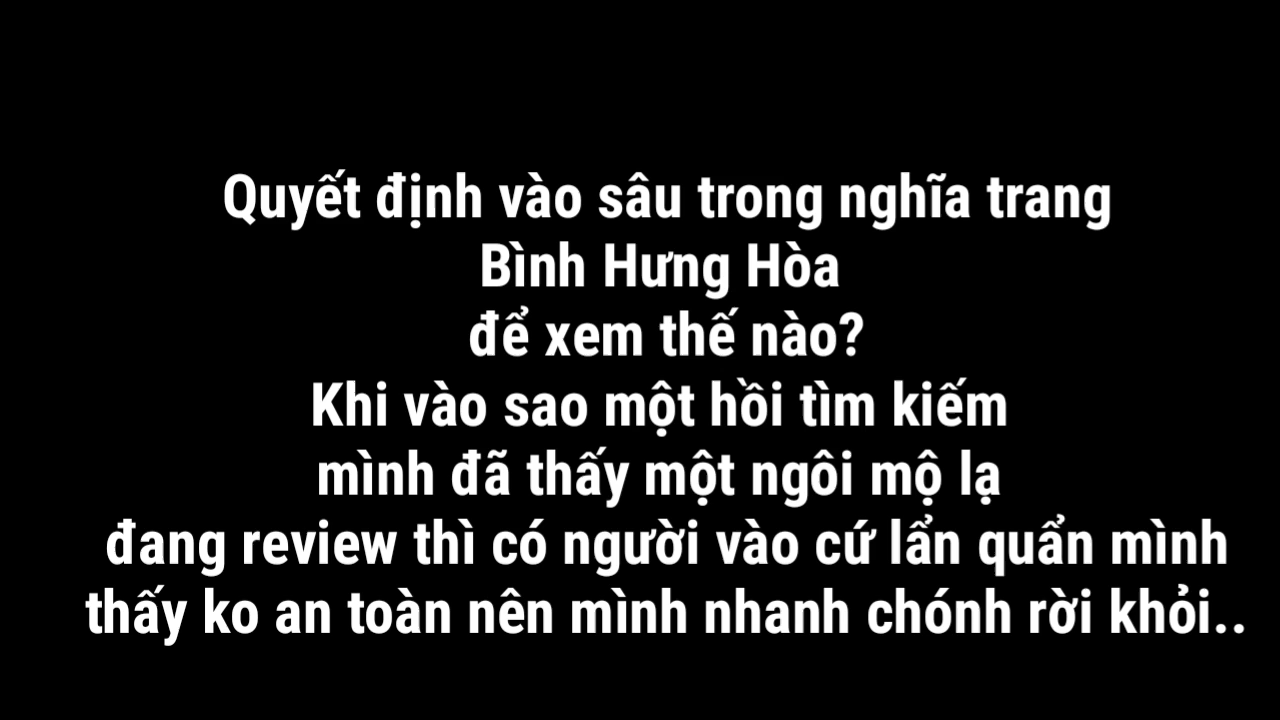 Quyết định vào sâu trong nghĩa trang
Bình Hưng Hòa
để xem thế nào?
Khi vào sao một hồi tìm kiếm
mình đã thấy một ngôi mộ lạ
đang review thì có người vào cứ lẩn quẩn mình
thấy ko an toàn nên mình nhanh chónh rời khỏi..